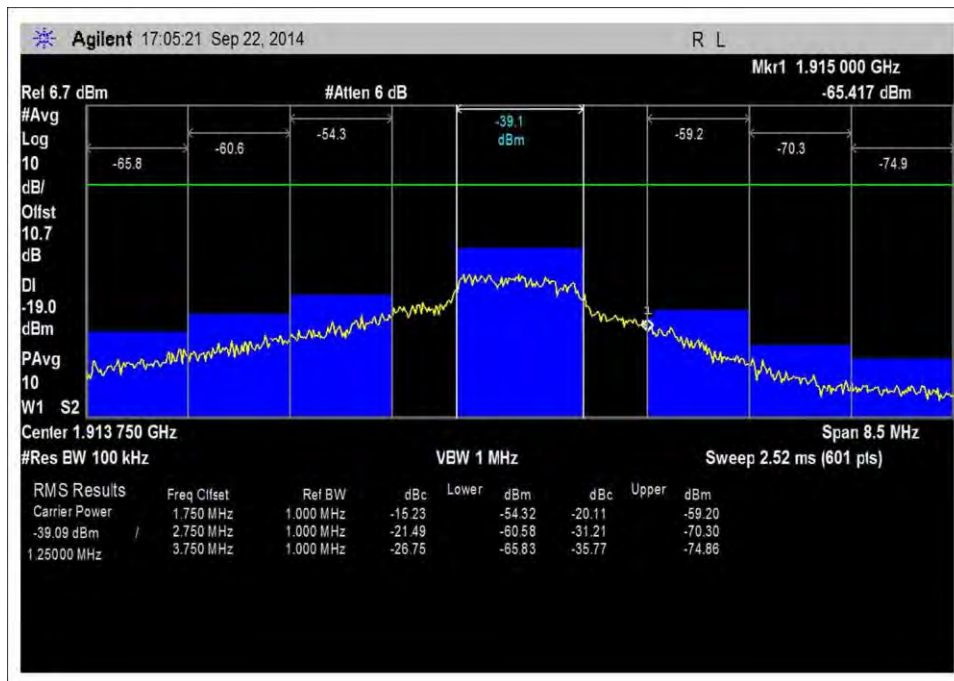 Agilent 17:05:21 Sep 22, 2014 R L
Mkr1 1.915 000 GHz
Ref 6.7 dBm #Atten 6 dB -65.417 dBm
#Avg
Log
10
dB/
Offst
10.7
dB
DI
-19.0
dBm
PAvg
10
W1 S2
-65.8 -60.6 -54.3 -39.1 dBm -59.2 -70.3 -74.9
1
Center 1.913 750 GHz Span 8.5 MHz
#Res BW 100 kHz VBW 1 MHz Sweep 2.52 ms (601 pts)
RMS Results Freq Offset Ref BW dBc Lower dBm dBc Upper dBm
Carrier Power 1.750 MHz 1.000 MHz -15.23 -54.32 -20.11 -59.20
-39.09 dBm / 2.750 MHz 1.000 MHz -21.49 -60.58 -31.21 -70.30
1.25000 MHz 3.750 MHz 1.000 MHz -26.75 -65.83 -35.77 -74.86